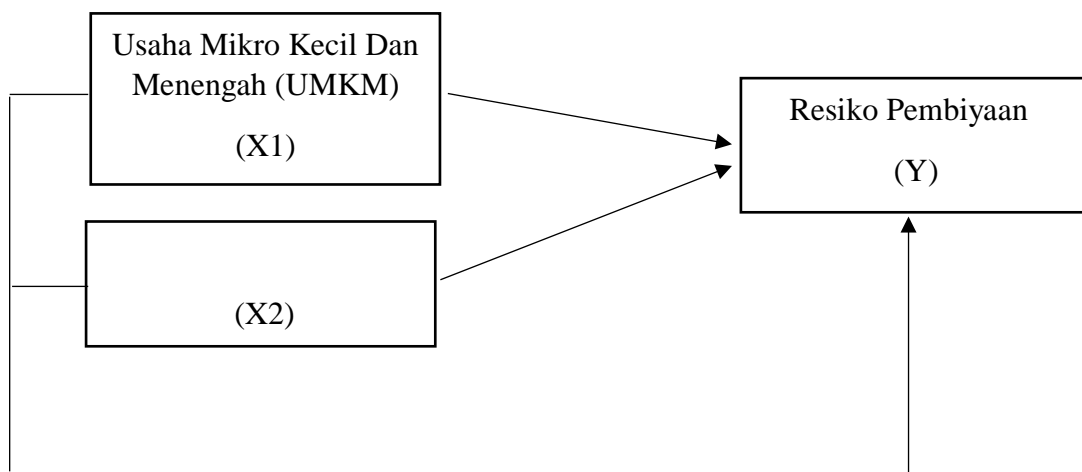 Usaha Mikro Kecil Dan
Menengah (UMKM)
(X1)
Resiko Pembiyaan
(Y)
(X2)